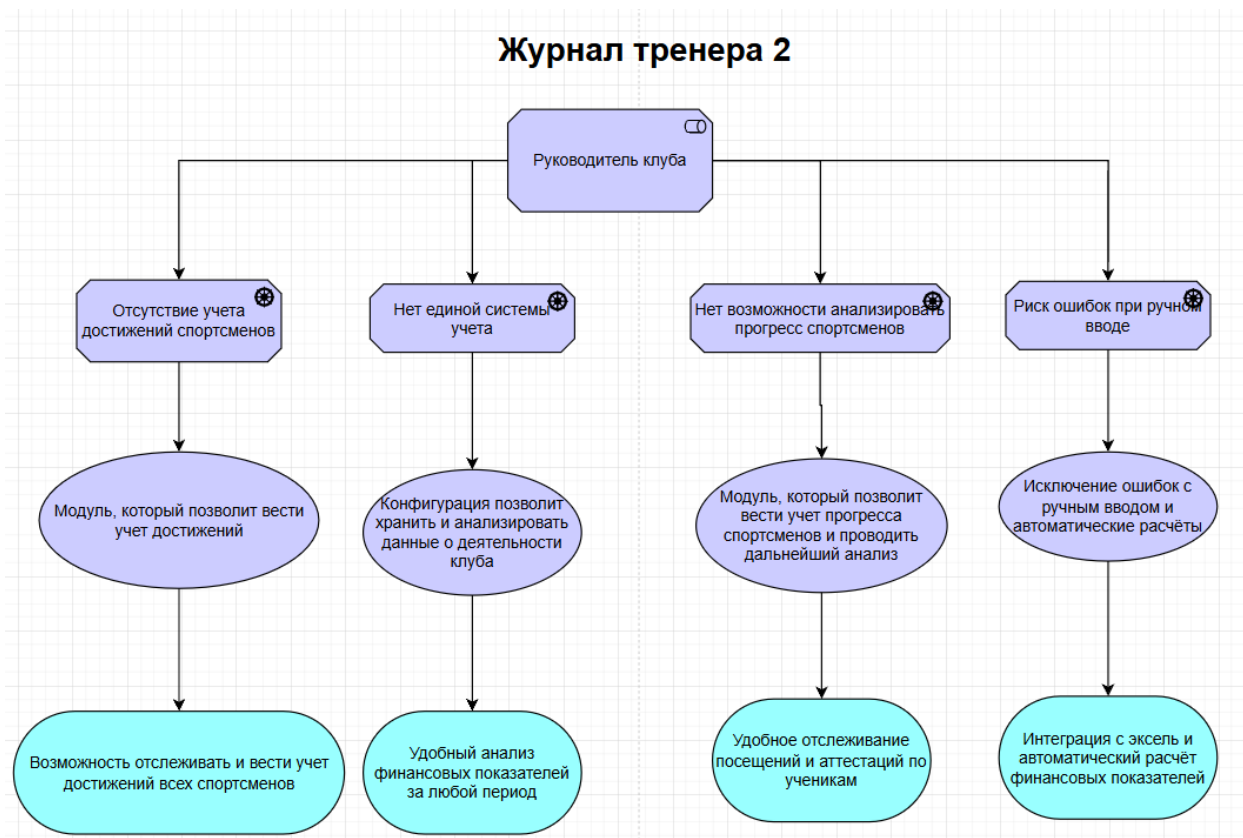 Журнал тренера 2
Руководитель клуба
Отсутствие учета
достижений спортсменов
Нет единой системы
учета
Нет возможности анализировать
прогресс спортсменов
Риск ошибок при ручном
вводе
Модуль, который позволит вести
учет достижений
Конфигурация позволит
хранить и анализировать
данные о деятельности
клуба
Модуль, который позволит
вести учет прогресса
спортсменов и проводить
дальнейший анализ
Исключение ошибок с
ручным вводом и
автоматические расчёты
Возможность отслеживать и вести учет
достижений всех спортсменов
Удобный анализ
финансовых показателей
за любой период
Удобное отслеживание
посещений и аттестаций по
ученикам
Интеграция с эксель и
автоматический расчёт
финансовых показателей